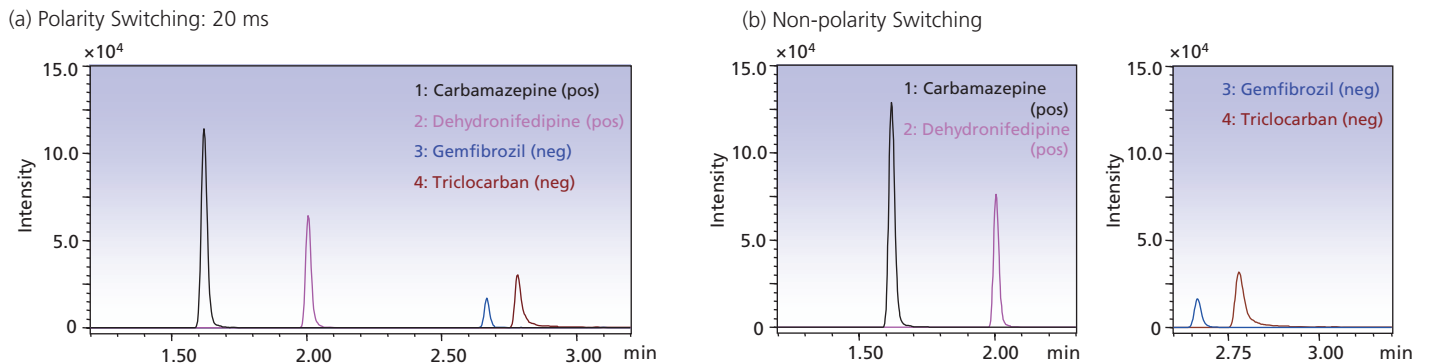 (a) Polarity Switching: 20 ms
×10⁴
15.0
10.0
5.0
0
Intensity
1: Carbamazepine (pos)
2: Dehydronifedipine (pos)
3: Gemfibrozil (neg)
4: Triclocarban (neg)
1.50
2.00
2.50
3.00
min
(b) Non-polarity Switching
×10⁴
15.0
10.0
5.0
0
Intensity
1: Carbamazepine
(pos)
2: Dehydronifedipine
(pos)
1.50
2.00
min
×10⁴
15.0
10.0
5.0
0
Intensity
3: Gemfibrozil (neg)
4: Triclocarban (neg)
2.75
3.00
min